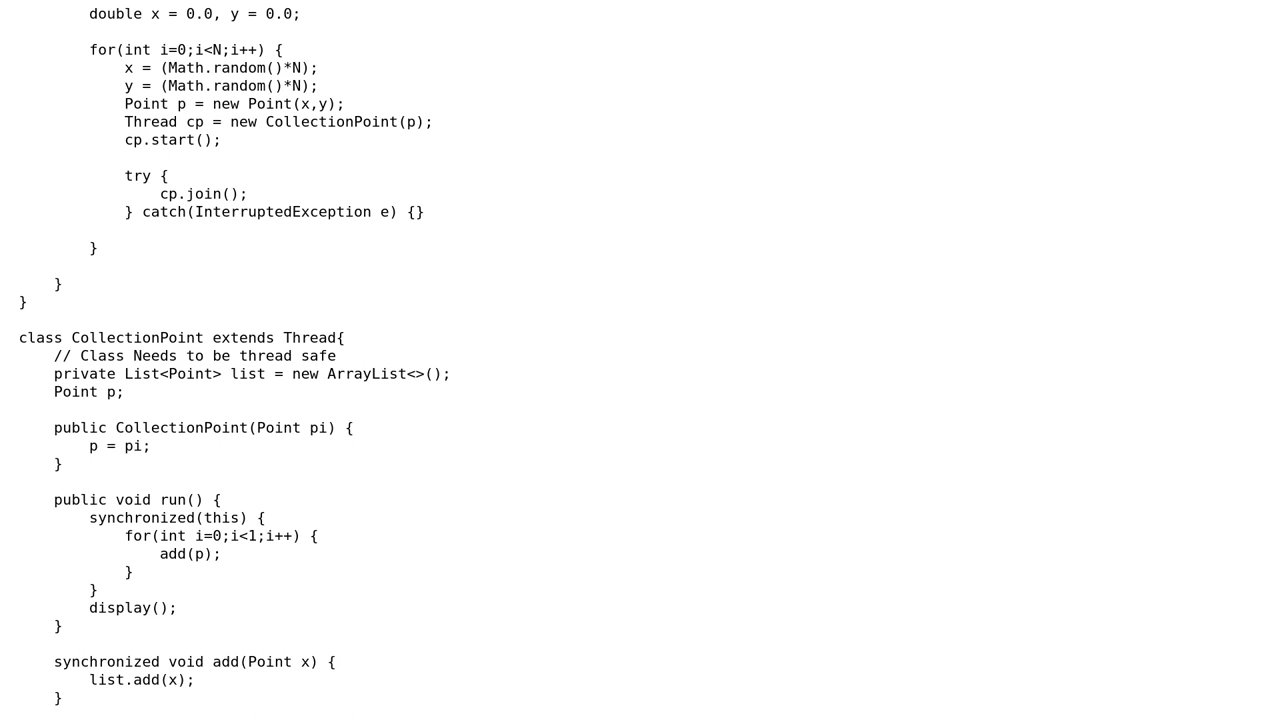 double x = 0.0, y = 0.0;
for(int i=0;i<N;i++) {
x = (Math.random()*N);
y = (Math.random()*N);
Point p = new Point(x,y);
Thread cp = new CollectionPoint(p);
cp.start();
try {
cp.join();
} catch(InterruptedException e) {}
}
}
}
class CollectionPoint extends Thread{
// Class Needs to be thread safe
private List<Point> list = new ArrayList<>();
Point p;
public CollectionPoint(Point pi) {
p = pi;
}
public void run() {
synchronized(this) {
for(int i=0;i<1;i++) {
add(p);
}
}
display();
}
synchronized void add(Point x) {
list.add(x);
}